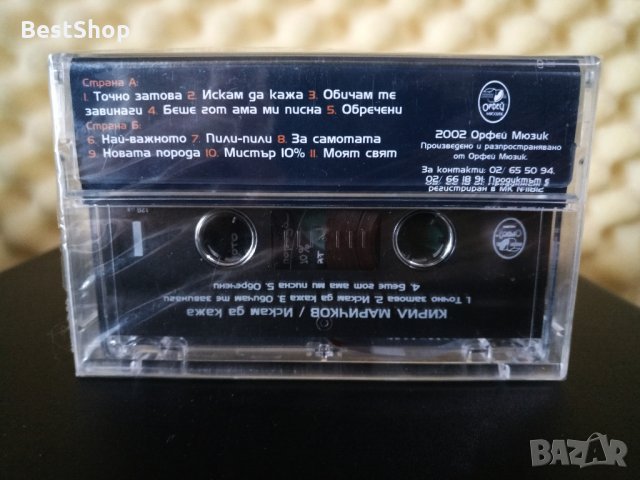 BestShop
Страна А:
1. Точно затова 2. Искам да кажа 3. Обичам те
завинаги 4. Беше гот ама ми писна 5. Обречени
Страна Б:
6. Най-важното 7. Пили-пили 8. За самотата
9. Новата порода 10. Мистър 10% 11. Моят свят
Орфей
МЮЗИК
2002 Орфей Мюзик
Произведено и разпространявано
от Орфей Мюзик.
За контакти: 02/ 65 50 94,
02/ 66 18 91; Продуктът е
регистриран в МК
4. Беше гот ама ми писна 5. Обречени
1. Точно затова 2. Искам да кажа 3. Обичам те завинаги
КИРИЛ МАРИЧКОВ / Искам да кажа
BAZAR